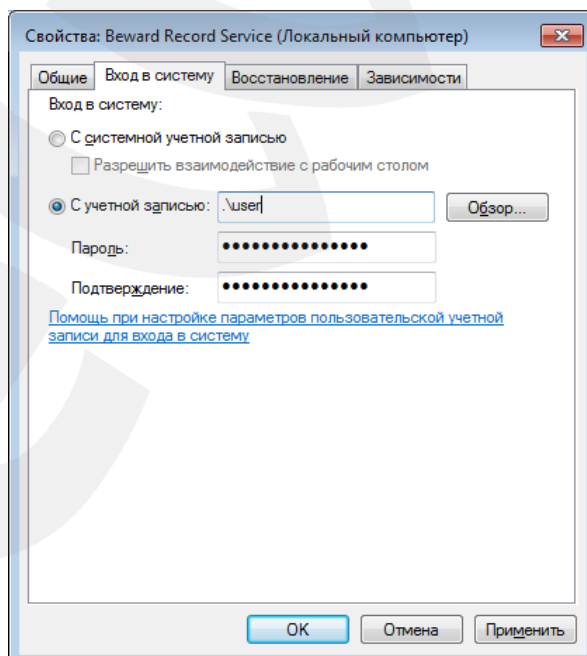 Свойства: Beward Record Service (Локальный компьютер)
Общие Вход в систему Восстановление Зависимости
Вход в систему:
С системной учетной записью
Разрешить взаимодействие с рабочим столом
С учетной записью: .\user Обзор...
Пароль: ●●●●●●●●●●●●●●●
Подтверждение: ●●●●●●●●●●●●●●●
Помощь при настройке параметров пользовательской учетной
записи для входа в систему
OK Отмена Применить